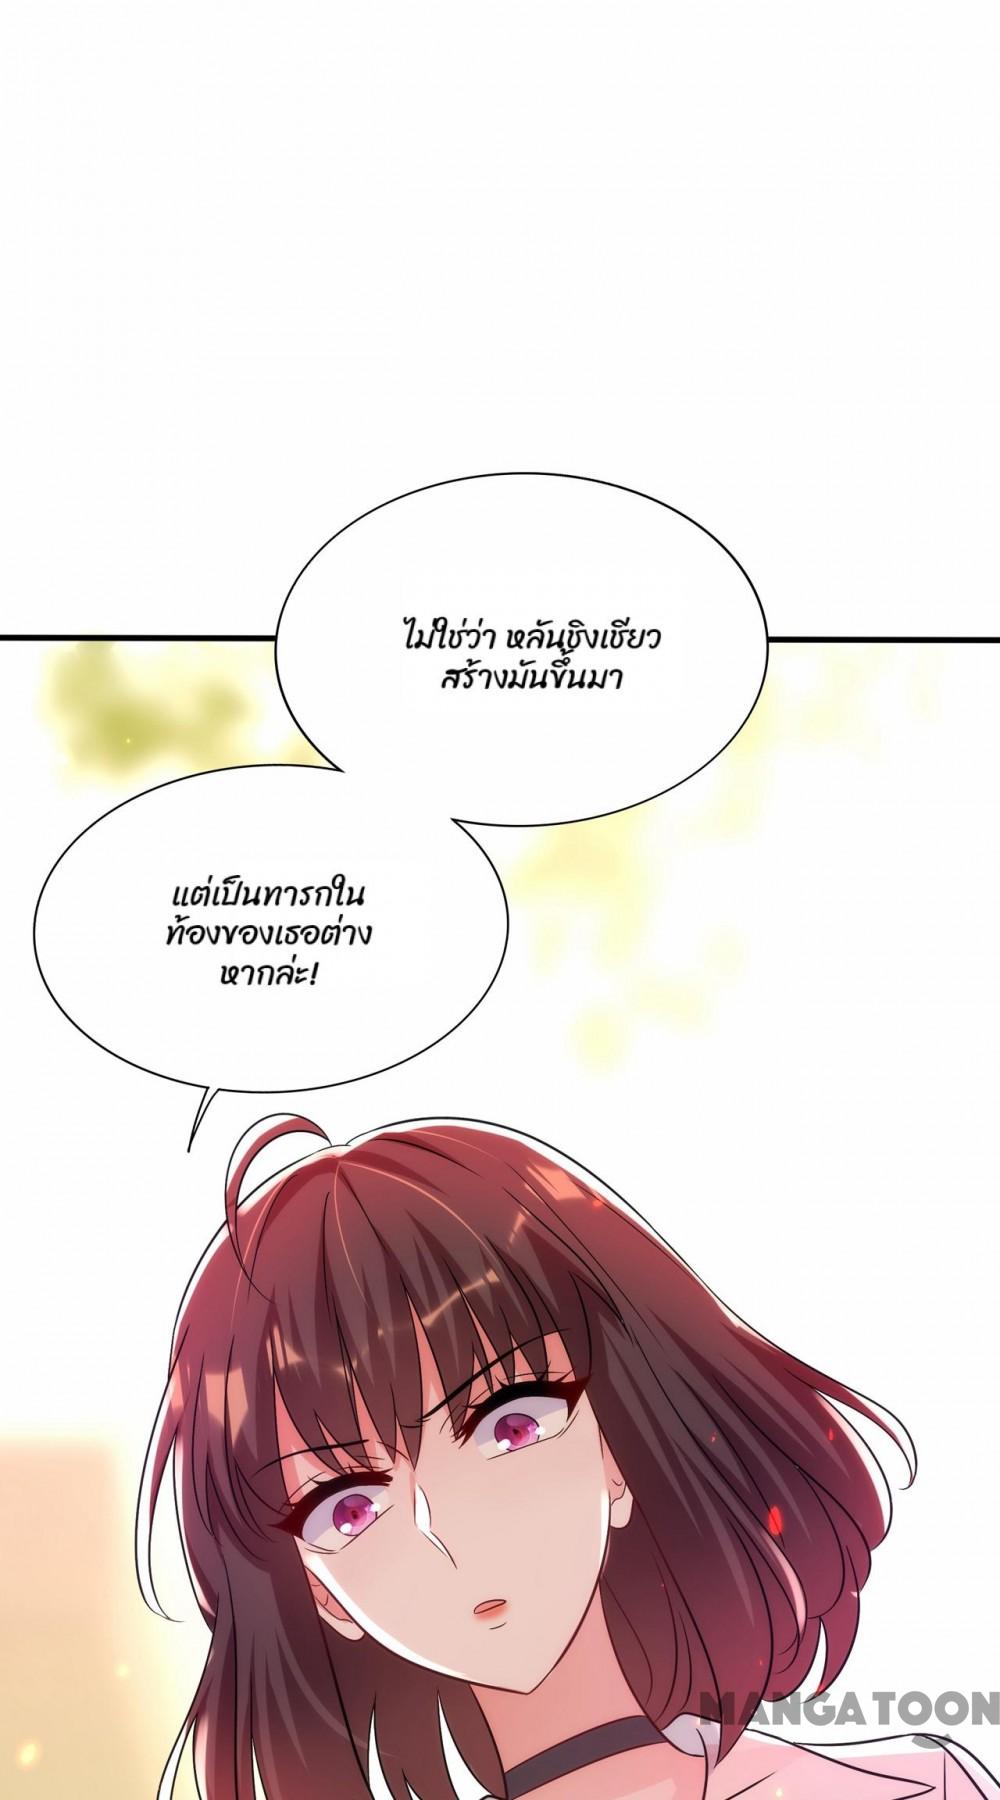 ไม่ใช่ว่า หลันชิงเชียว
สร้างมันขึ้นมา
แต่เป็นทารกใน
ท้องของเธอต่าง
หากล่ะ!
MANGATOON